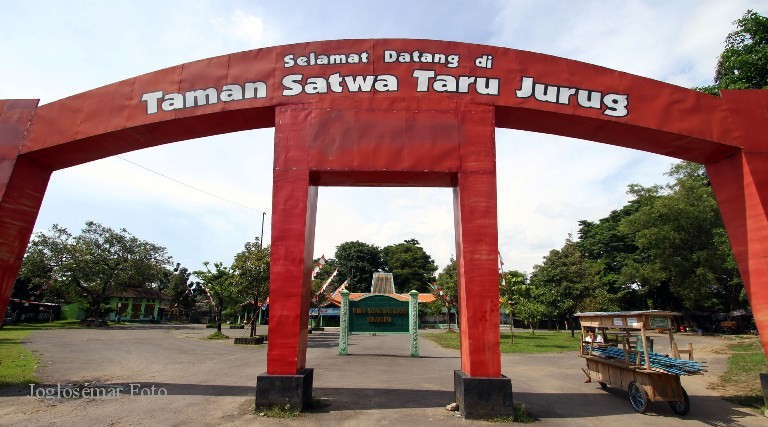 Selamat Datang di
Taman Satwa Taru Jurug
Joglosemar Foto